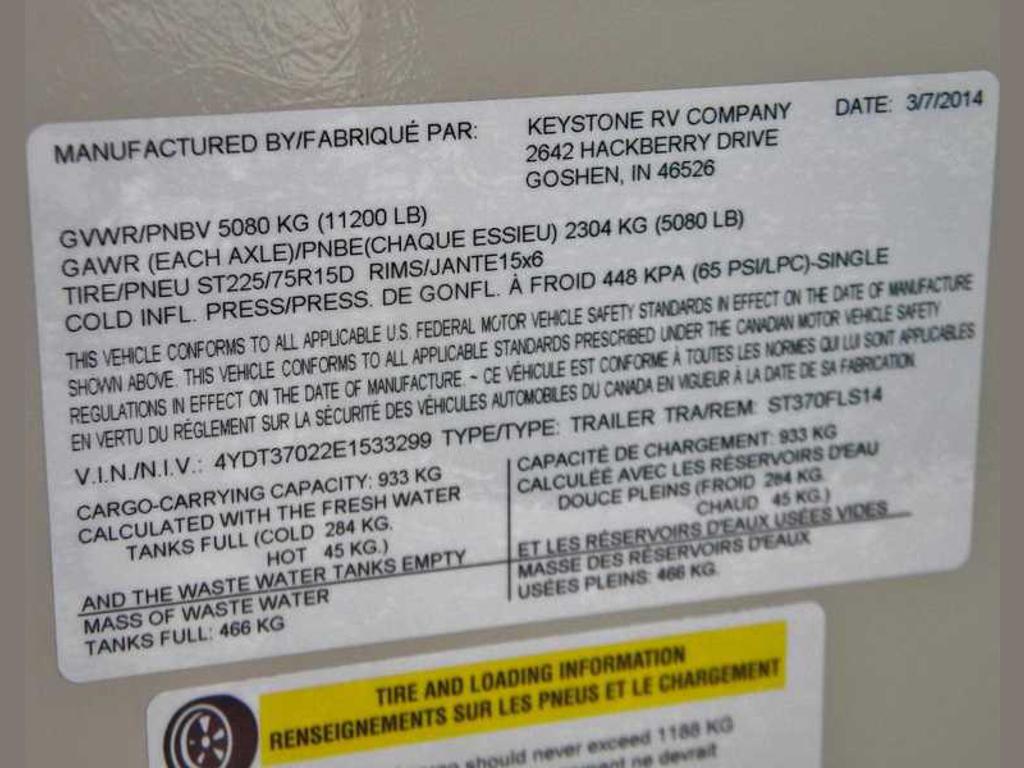 MANUFACTURED BY/FABRIQUÉ PAR:
KEYSTONE RV COMPANY
2642 HACKBERRY DRIVE
GOSHEN, IN 46526
DATE: 3/7/2014
GVWR/PNBV 5080 KG (11200 LB)
GAWR (EACH AXLE)/PNBE(CHAQUE ESSIEU) 2304 KG (5080 LB)
TIRE/PNEU ST225/75R15D RIMS/JANTE15x6
COLD INFL. PRESS/PRESS. DE GONFL. À FROID 448 KPA (65 PSI/LPC)-SINGLE
THIS VEHICLE CONFORMS TO ALL APPLICABLE U.S. FEDERAL MOTOR VEHICLE SAFETY STANDARDS IN EFFECT ON THE DATE OF MANUFACTURE
SHOWN ABOVE. THIS VEHICLE CONFORMS TO ALL APPLICABLE STANDARDS PRESCRIBED UNDER THE CANADIAN MOTOR VEHICLE SAFETY
REGULATIONS IN EFFECT ON THE DATE OF MANUFACTURE. - CE VÉHICULE EST CONFORME À TOUTES LES NORMES QUI LUI SONT APPLICABLES
EN VERTU DU RÉGLEMENT SUR LA SÉCURITÉ DES VÉHICULES AUTOMOBILES DU CANADA EN VIGUEUR À LA DATE DE SA FABRICATION.
V.I.N./N.I.V.: 4YDT37022E1533299 TYPE/TYPE: TRAILER TRA/REM: ST370FLS14
CARGO-CARRYING CAPACITY: 933 KG
CALCULATED WITH THE FRESH WATER
TANKS FULL (COLD 284 KG.
HOT 45 KG.)
AND THE WASTE WATER TANKS EMPTY
MASS OF WASTE WATER
TANKS FULL: 466 KG
CAPACITÉ DE CHARGEMENT: 933 KG
CALCULÉE AVEC LES RÉSERVOIRS D'EAU
DOUCE PLEINS (FROID 284 KG.
CHAUD 45 KG.)
ET LES RÉSERVOIRS D'EAUX USÉES VIDES
MASSE DES RÉSERVOIRS D'EAUX
USÉES PLEINS: 466 KG.
TIRE AND LOADING INFORMATION
RENSEIGNEMENTS SUR LES PNEUS ET LE CHARGEMENT
should never exceed 1188 KG
ne devrait